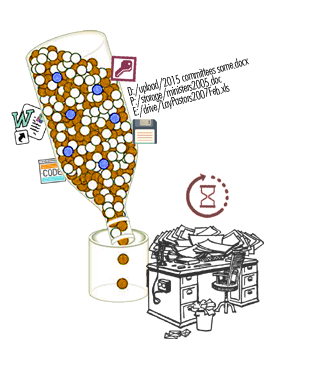 D:/upload/2015 committees some.docx
P:/storage/ministers2005.doc
E:/drive/LayPastors2007Feb.xls
W
CODE